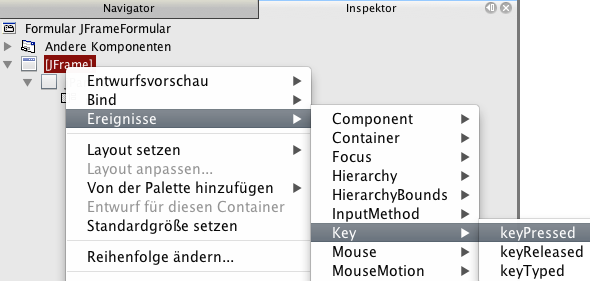 Navigator
Inspektor
Formular JFrameFormular
Andere Komponenten
[JFrame]
Entwurfsvorschau
Bind
Ereignisse
Layout setzen
Layout anpassen...
Von der Palette hinzufügen
Entwurf für diesen Container
Standardgröße setzen
Reihenfolge ändern...
Component
Container
Focus
Hierarchy
HierarchyBounds
InputMethod
Key
Mouse
MouseMotion
keyPressed
keyReleased
keyTyped